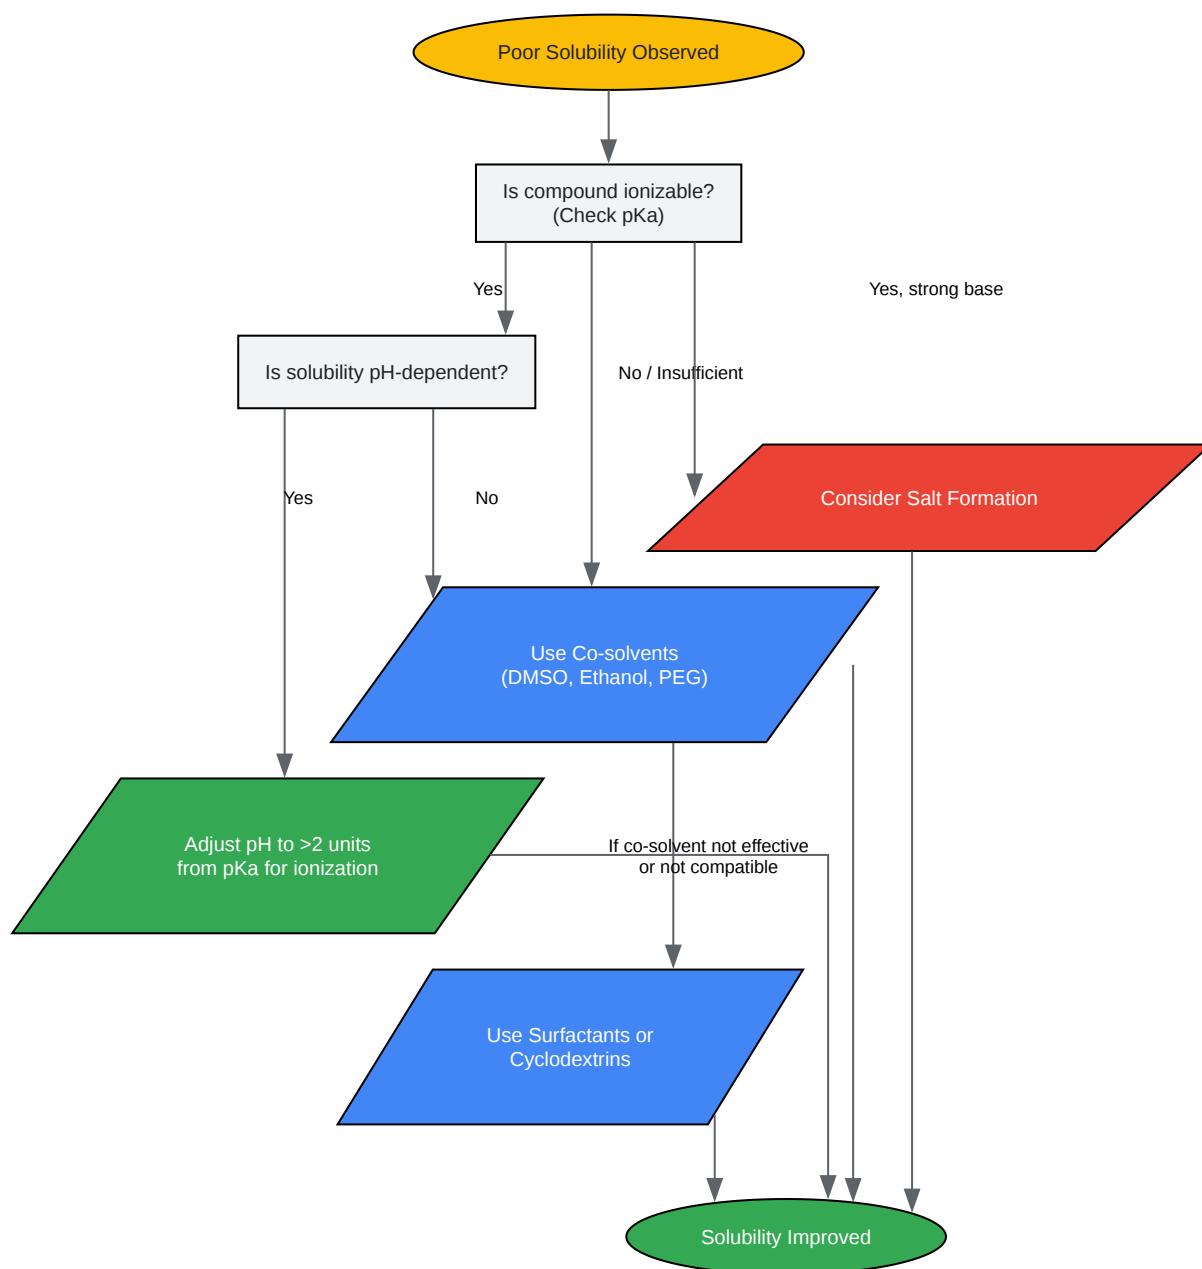 Poor Solubility Observed
Is compound ionizable?
(Check pKa)
Yes
Yes, strong base
Is solubility pH-dependent?
No / Insufficient
Yes
No
Consider Salt Formation
Use Co-solvents
(DMSO, Ethanol, PEG)
Adjust pH to >2 units
from pKa for ionization
If co-solvent not effective
or not compatible
Use Surfactants or
Cyclodextrins
Solubility Improved